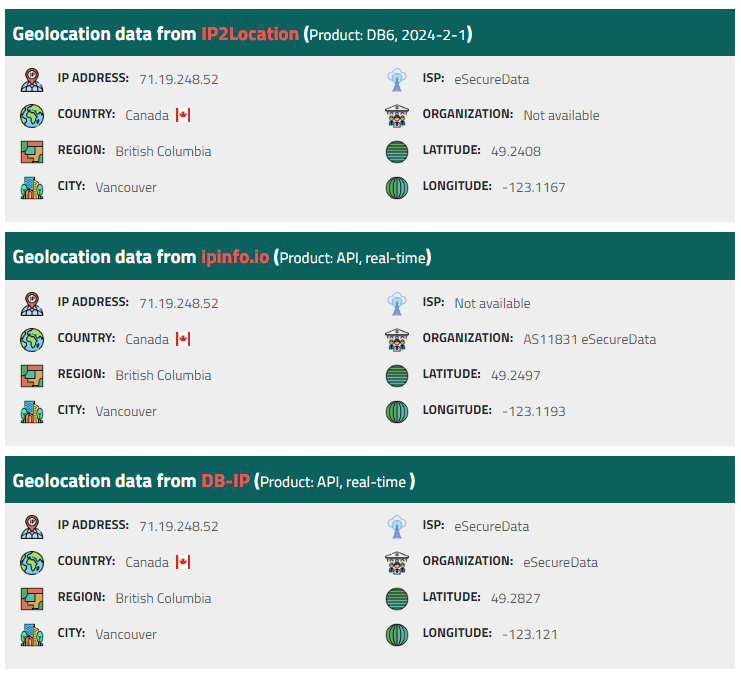 Geolocation data from IP2Location (Product: DB6, 2024-2-1)
IP ADDRESS: 71.19.248.52
ISP: eSecureData
COUNTRY: Canada
ORGANIZATION: Not available
REGION: British Columbia
LATITUDE: 49.2408
CITY: Vancouver
LONGITUDE: -123.1167
Geolocation data from ipinfo.io (Product: API, real-time)
IP ADDRESS: 71.19.248.52
ISP: Not available
COUNTRY: Canada
ORGANIZATION: AS11831 eSecureData
REGION: British Columbia
LATITUDE: 49.2497
CITY: Vancouver
LONGITUDE: -123.1193
Geolocation data from DB-IP (Product: API, real-time )
IP ADDRESS: 71.19.248.52
ISP: eSecureData
COUNTRY: Canada
ORGANIZATION: eSecureData
REGION: British Columbia
LATITUDE: 49.2827
CITY: Vancouver
LONGITUDE: -123.121